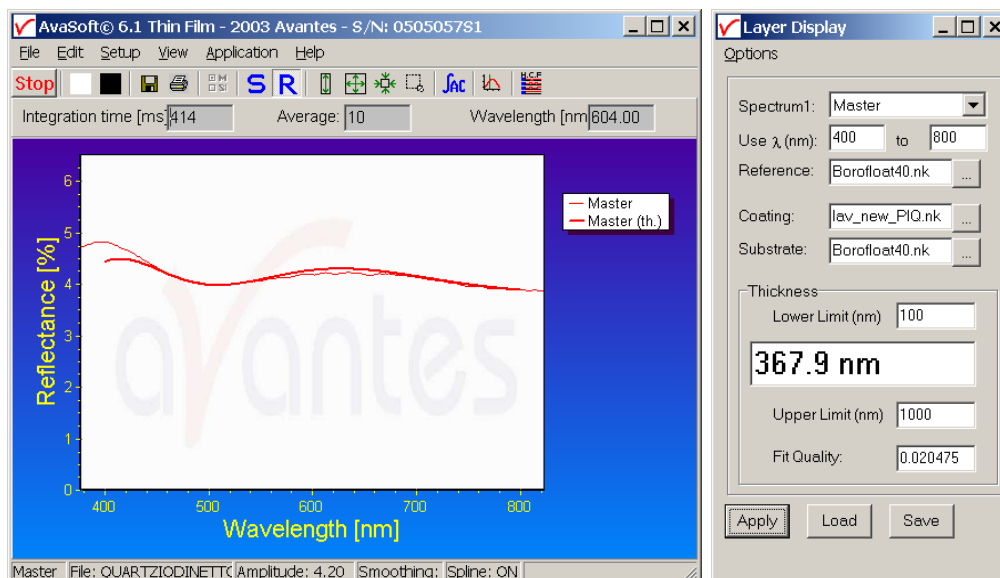 AvaSoft© 6.1 Thin Film - 2003 Avantes - S/N: 0505057S1
File Edit Setup View Application Help
Stop S R AC H.C.F
Integration time [ms] 414 Average: 10 Wavelength [nm 604.00
Reflectance [%]
6
5
4
3
2
1
0
400 500 600 700 800
Wavelength [nm]
Master
Master (th.)
avantes
Master File: QUARTZIODINETTO Amplitude: 4.20 Smoothing: Spline: ON
Layer Display
Options
Spectrum1: Master
Use λ (nm): 400 to 800
Reference: Borofloat40.nk ...
Coating: lav_new_PIQ.nk ...
Substrate: Borofloat40.nk ...
Thickness
Lower Limit (nm) 100
367.9 nm
Upper Limit (nm) 1000
Fit Quality: 0.020475
Apply Load Save